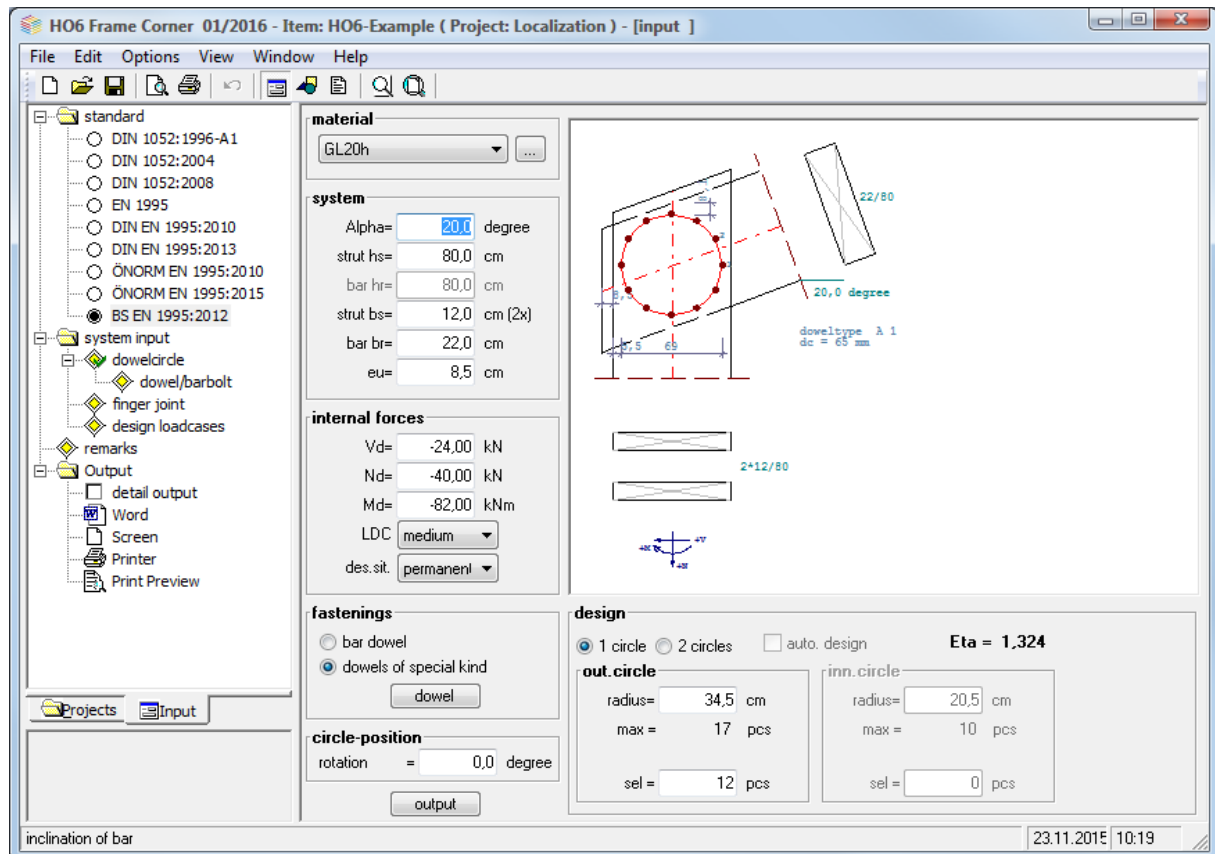 HO6 Frame Corner 01/2016 - Item: HO6-Example ( Project: Localization ) - [input ]
File Edit Options View Window Help
standard
DIN 1052:1996-A1
DIN 1052:2004
DIN 1052:2008
EN 1995
DIN EN 1995:2010
DIN EN 1995:2013
ÖNORM EN 1995:2010
ÖNORM EN 1995:2015
BS EN 1995:2012
system input
dowelcircle
dowel/barbolt
finger joint
design loadcases
remarks
Output
detail output
Word
Screen
Printer
Print Preview
Projects
Input
material
GL20h
...
system
Alpha= 20,0 degree
strut hs= 80,0 cm
bar hr= 80,0 cm
strut bs= 12,0 cm (2x)
bar br= 22,0 cm
eu= 8,5 cm
internal forces
Vd= -24,00 kN
Nd= -40,00 kN
Md= -82,00 kNm
LDC medium
des.sit. permanent
fastenings
bar dowel
dowels of special kind
dowel
circle-position
rotation = 0,0 degree
output
22/80
20,0 degree
doweltype A 1
dc = 65 mm
69
2*12/80
+V
design
1 circle 2 circles auto. design Eta = 1,324
out.circle
radius= 34,5 cm
max = 17 pcs
sel = 12 pcs
inn.circle
radius= 20,5 cm
max = 10 pcs
sel = 0 pcs
inclination of bar
23.11.2015 10:19